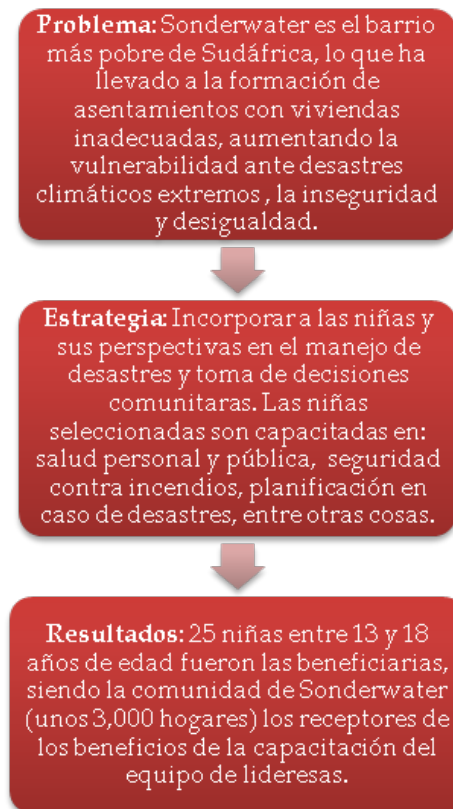 Problema: Sonderwater es el barrio
más pobre de Sudáfrica, lo que ha
llevado a la formación de
asentamientos con viviendas
inadecuadas, aumentando la
vulnerabilidad ante desastres
climáticos extremos , la inseguridad
y desigualdad.
Estrategia: Incorporar a las niñas y
sus perspectivas en el manejo de
desastres y toma de decisiones
comunitaras. Las niñas
seleccionadas son capacitadas en:
salud personal y pública, seguridad
contra incendios, planificación en
caso de desastres, entre otras cosas.
Resultados: 25 niñas entre 13 y 18
años de edad fueron las beneficiarias,
siendo la comunidad de Sonderwater
(unos 3,000 hogares) los receptores de
los beneficios de la capacitación del
equipo de lideresas.